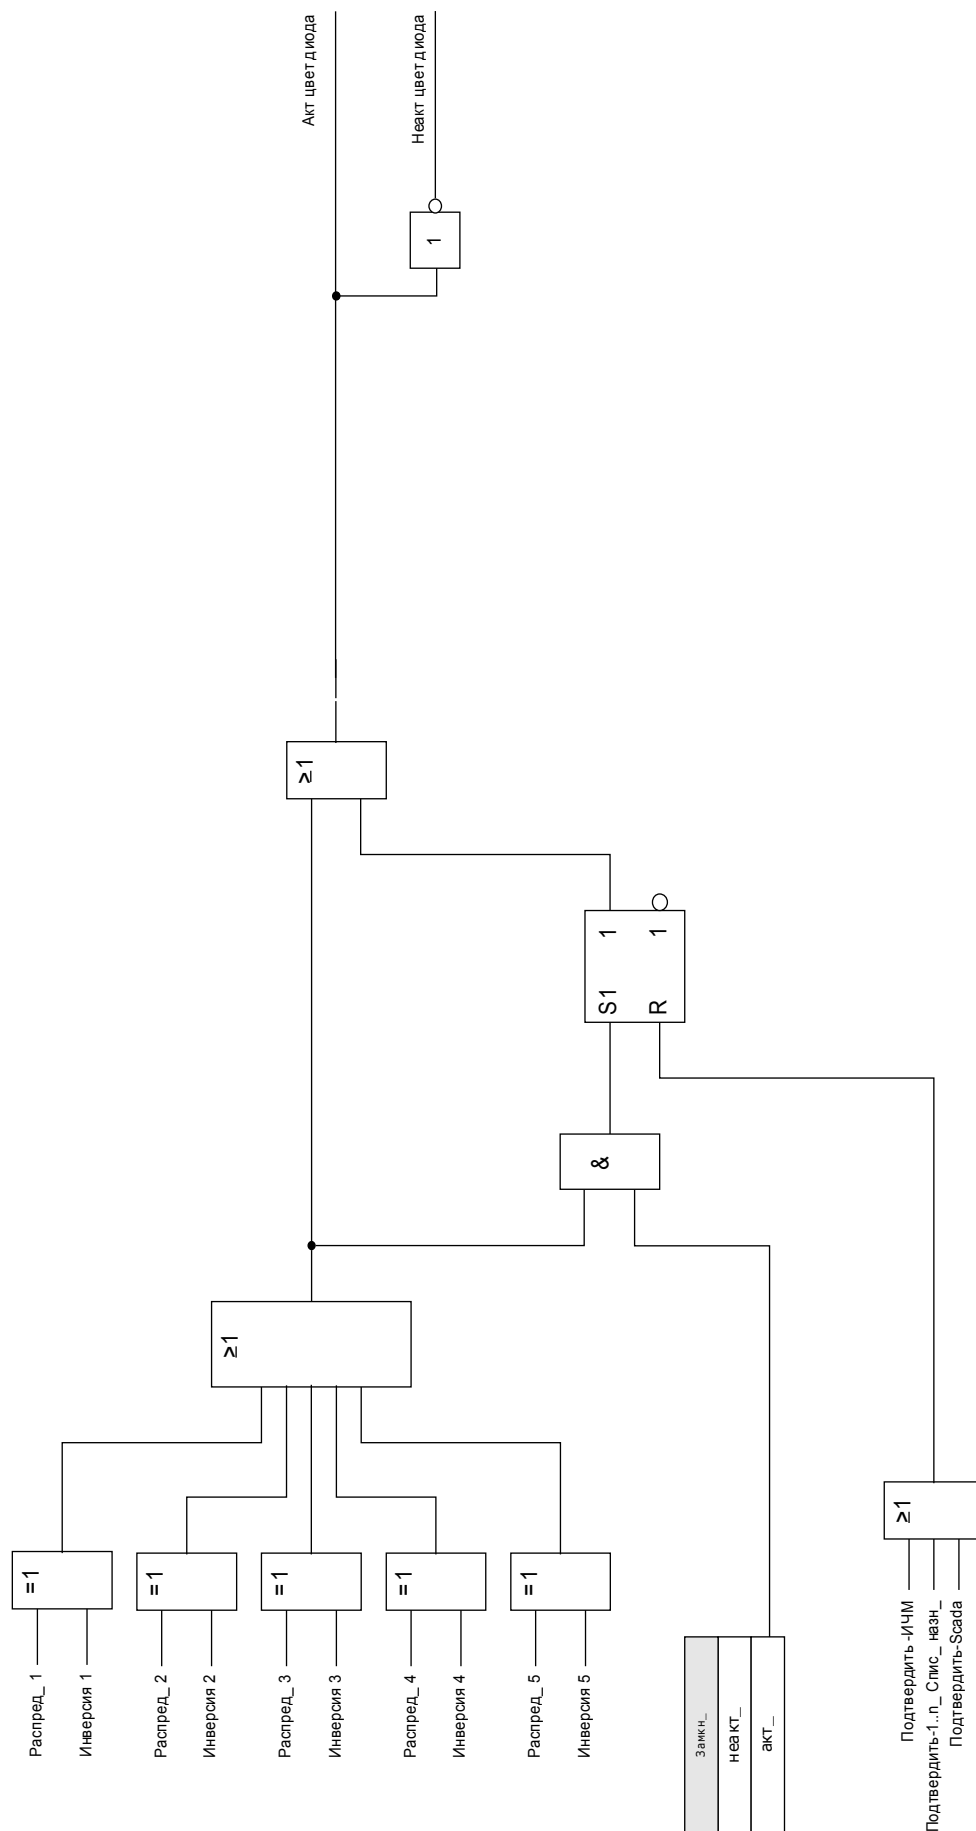 Акт цвет диода
Неакт цвет диода
1
≥1
1
1
S1
R
&
≥1
=1
=1
=1
=1
=1
≥1
Распред_ 1
Инверсия 1
Распред_ 2
Инверсия 2
Распред_ 3
Инверсия 3
Распред_ 4
Инверсия 4
Распред_ 5
Инверсия 5
Замкн_
неакт_
акт_
Подтвердить -ИЧМ
Подтвердить-1..n_ Спис_ назн_
Подтвердить-Scada